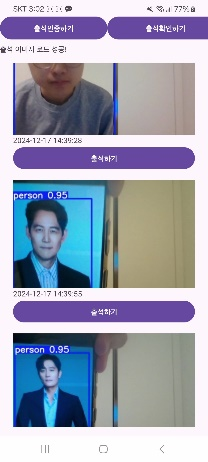 SKT 3:02
77%
출석인증하기 출석확인하기
출석 이미지 로드 성공!
2024-12-17 14:39:28
출석하기
person 0.95
2024-12-17 14:39:55
출석하기
person 0.95